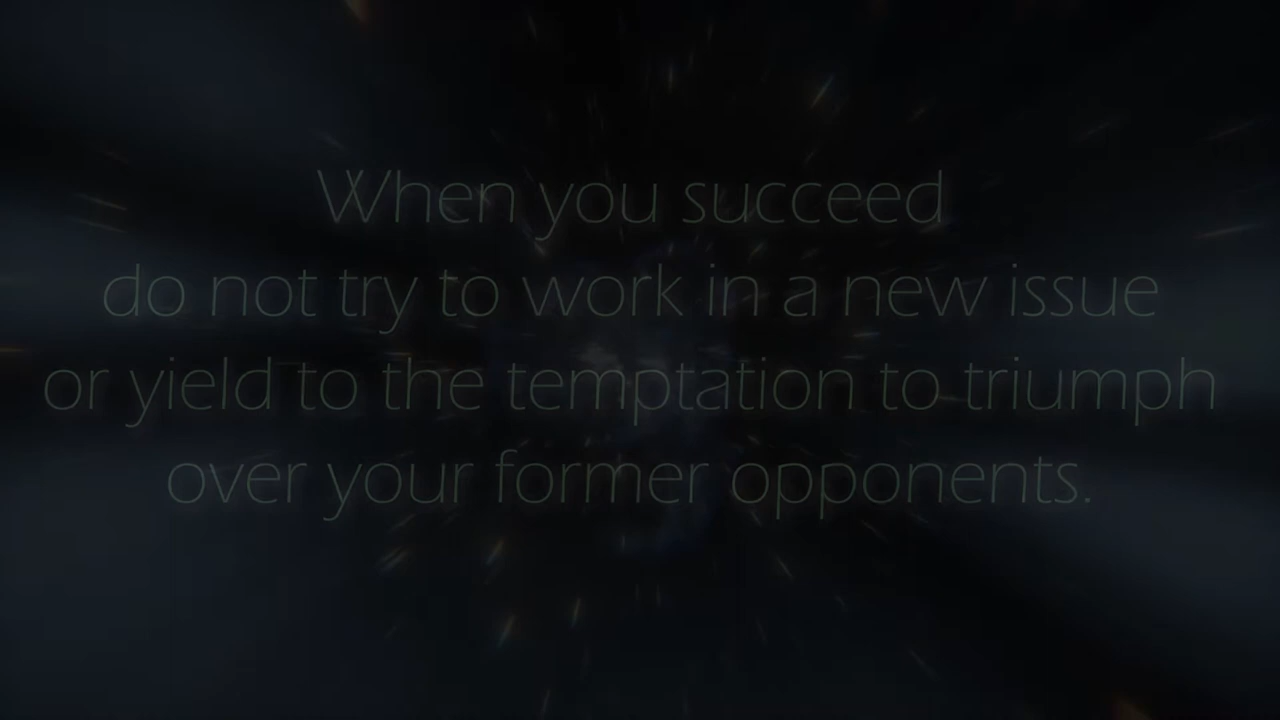 When you succeed
do not try to work in a new issue
or yield to the temptation to triumph
over your former opponents.